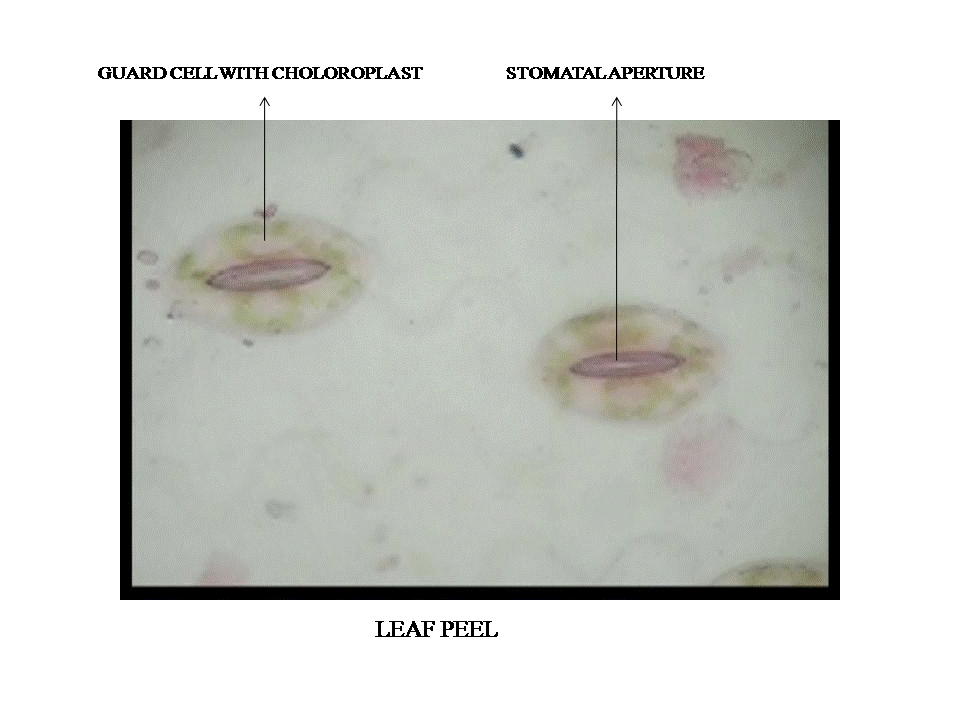 GUARD CELL WITH CHOLOROPLAST
STOMATAL APERTURE
LEAF PEEL